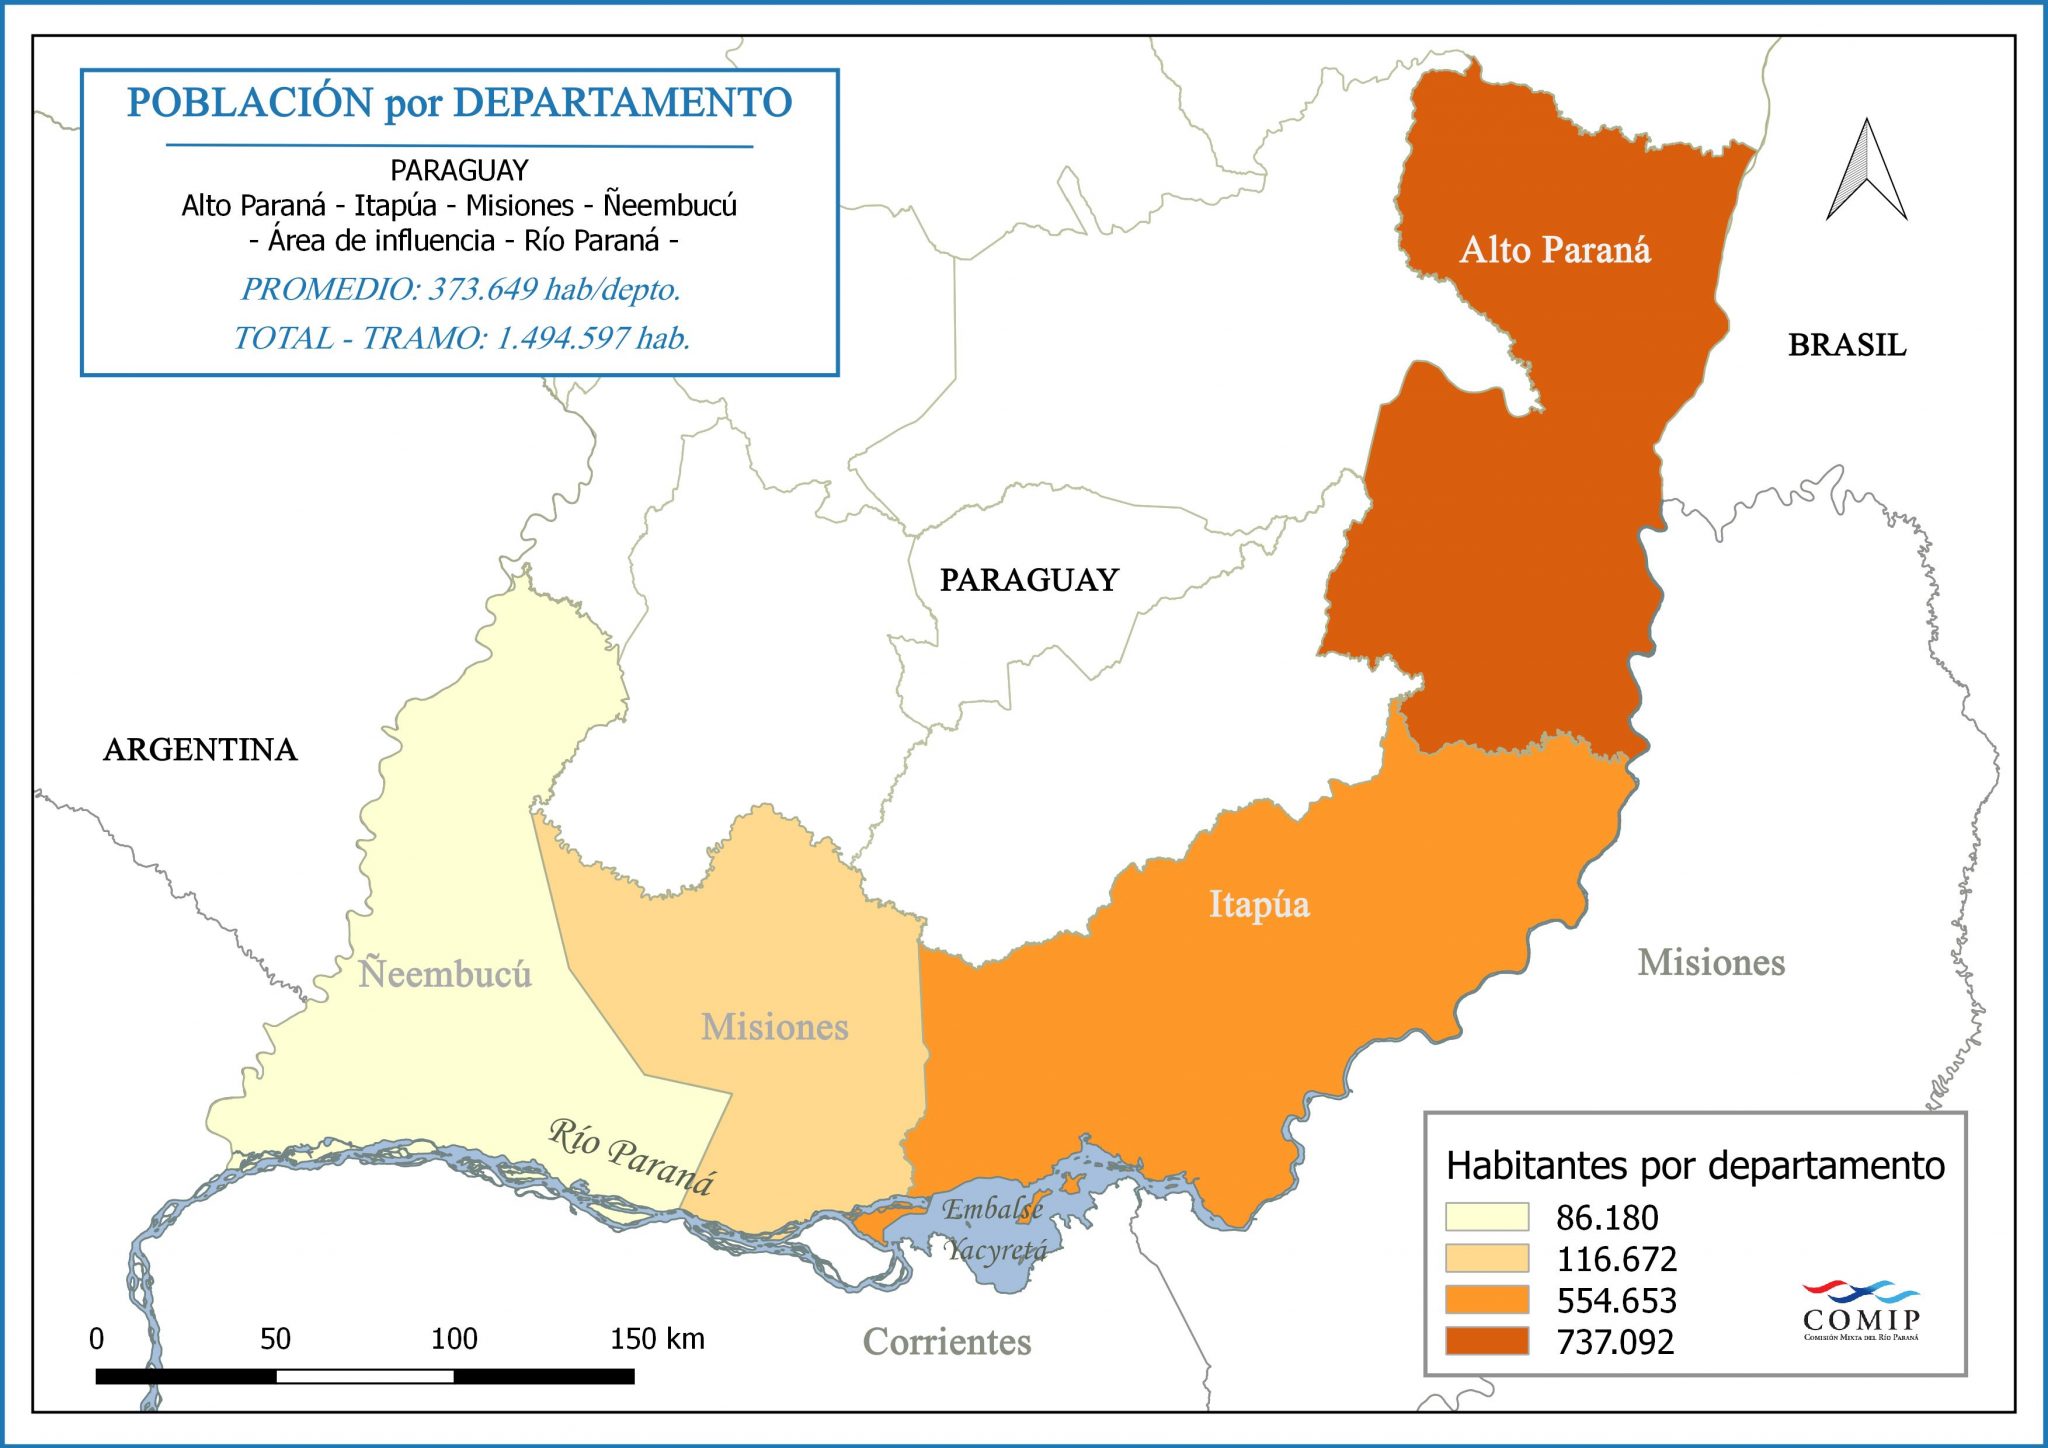 POBLACIÓN por DEPARTAMENTO
PARAGUAY
Alto Paraná - Itapúa - Misiones - Ñeembucú
- Área de influencia - Río Paraná -
PROMEDIO: 373.649 hab/depto.
TOTAL - TRAMO: 1.494.597 hab.
Alto Paraná
BRASIL
PARAGUAY
ARGENTINA
Itapúa
Misiones
Ñeembucú
Misiones
Río Paraná
Embalse
Yacyretá
Corrientes
0 50 100 150 km
Habitantes por departamento
86.180
116.672
554.653
737.092
COMIP
COMISIÓN MIXTA DEL RÍO PARANÁ